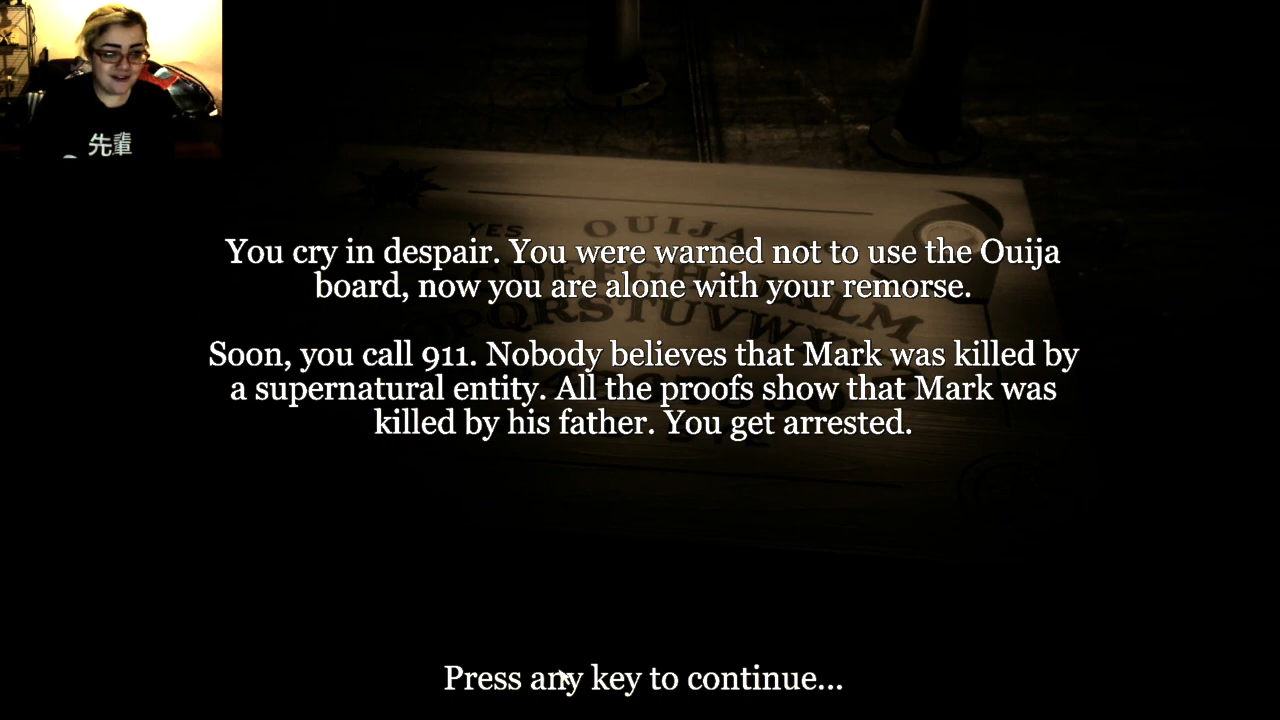 先輩
YES OUIJA
You cry in despair. You were warned not to use the Ouija
board, now you are alone with your remorse.
Soon, you call 911. Nobody believes that Mark was killed by
a supernatural entity. All the proofs show that Mark was
killed by his father. You get arrested.
Press any key to continue...